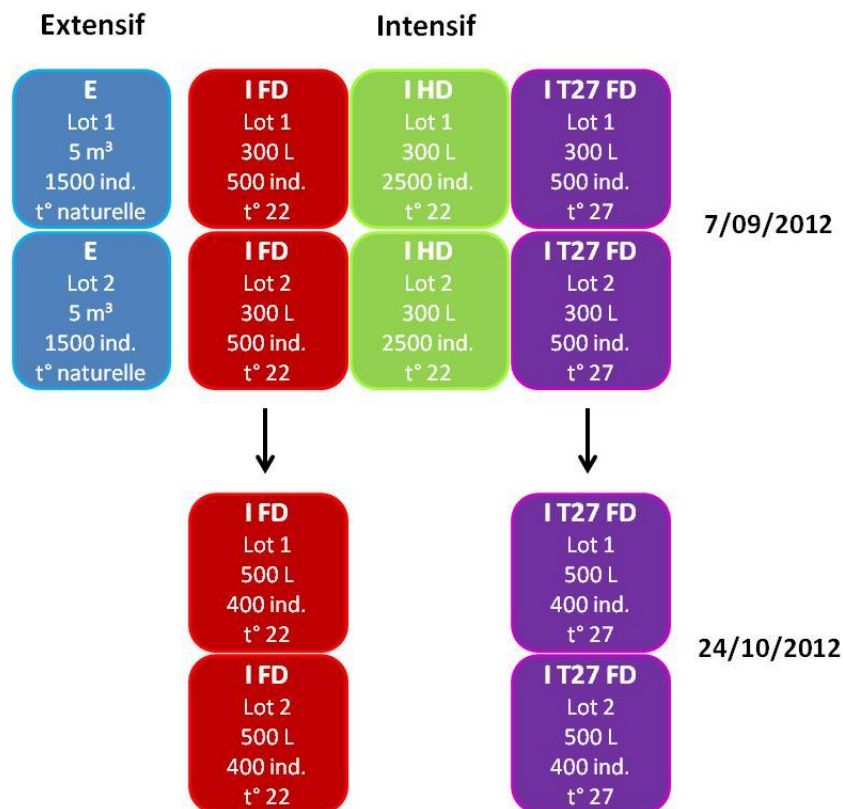 Extensif
Intensif
E
Lot 1
5 m³
1500 ind.
t° naturelle
I FD
Lot 1
300 L
500 ind.
t° 22
I HD
Lot 1
300 L
2500 ind.
t° 22
I T27 FD
Lot 1
300 L
500 ind.
t° 27
7/09/2012
E
Lot 2
5 m³
1500 ind.
t° naturelle
I FD
Lot 2
300 L
500 ind.
t° 22
I HD
Lot 2
300 L
2500 ind.
t° 22
I T27 FD
Lot 2
300 L
500 ind.
t° 27
I FD
Lot 1
500 L
400 ind.
t° 22
I T27 FD
Lot 1
500 L
400 ind.
t° 27
24/10/2012
I FD
Lot 2
500 L
400 ind.
t° 22
I T27 FD
Lot 2
500 L
400 ind.
t° 27